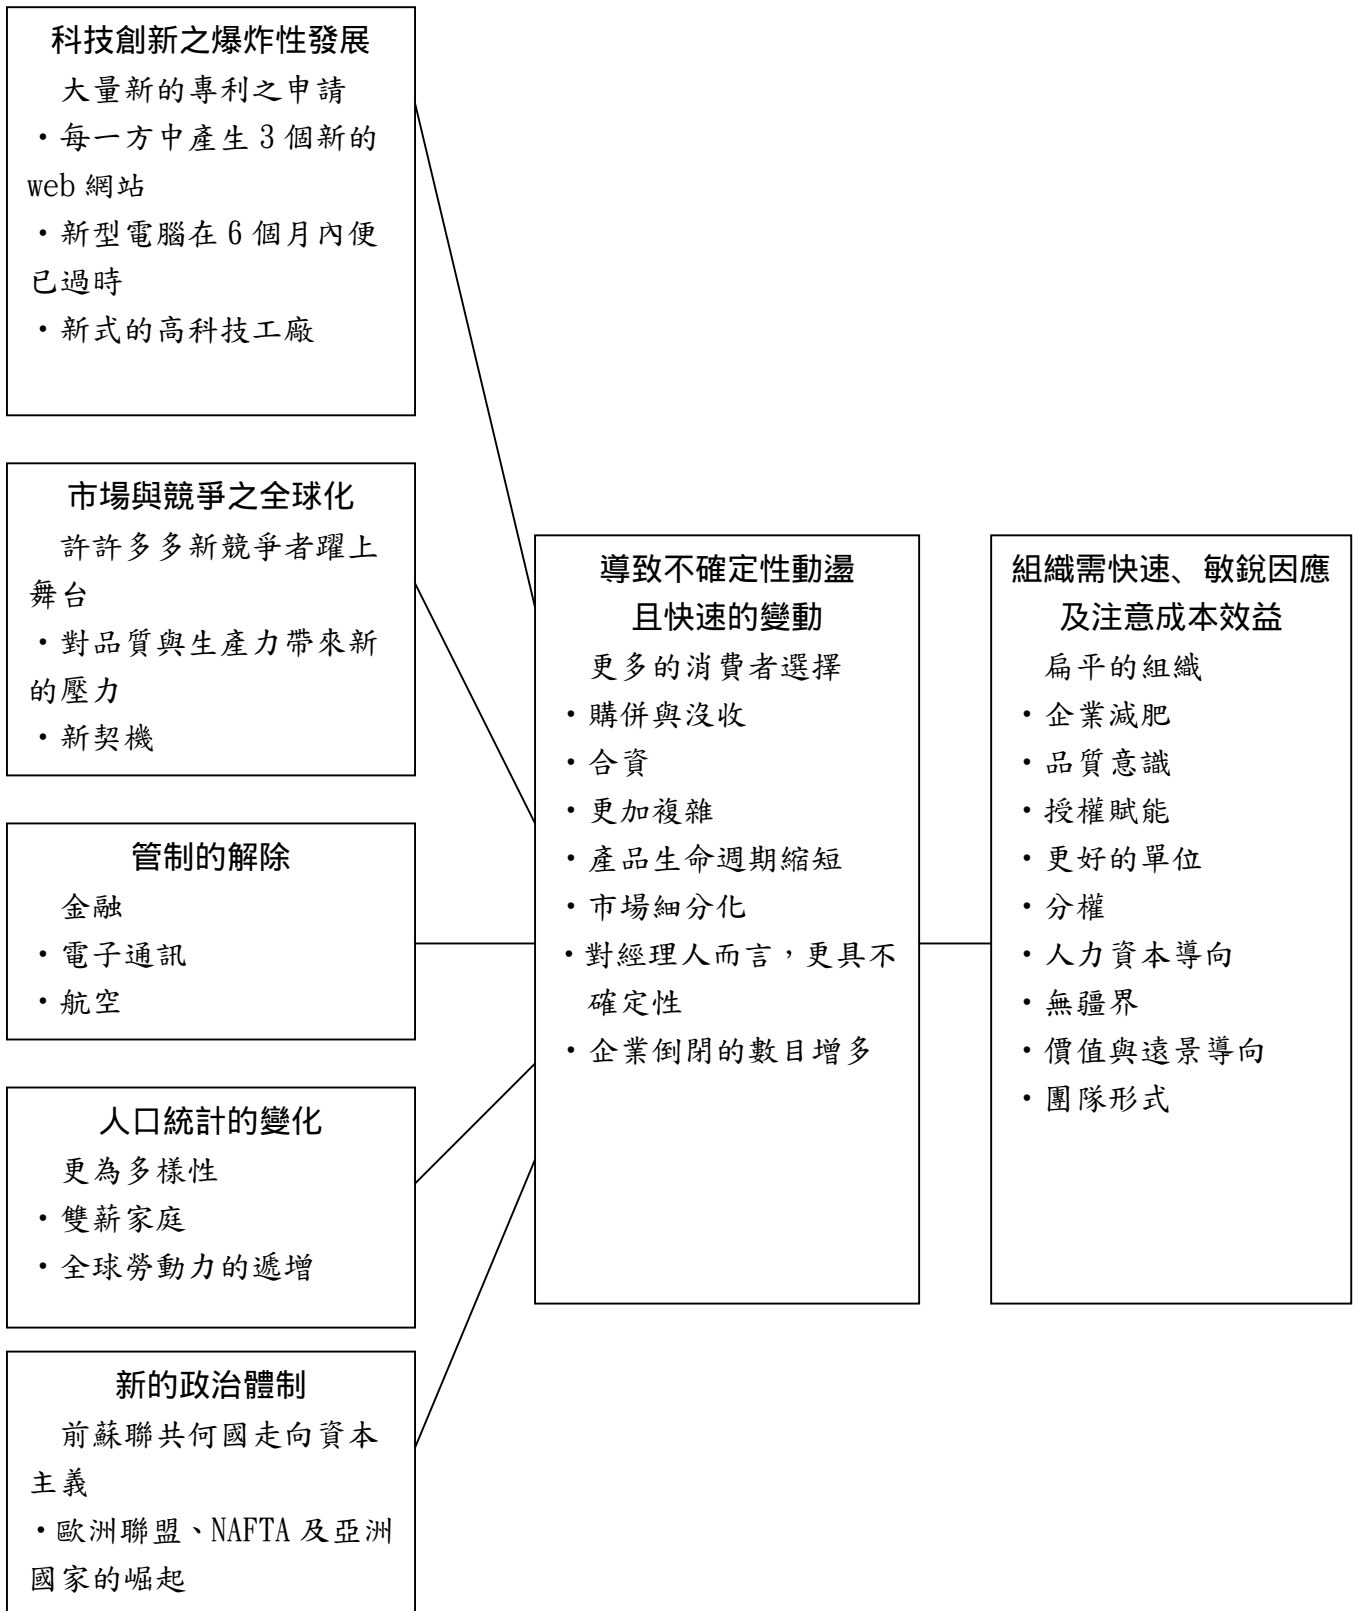 科技創新之爆炸性發展
大量新的專利之申請
・每一方中產生 3 個新的
web 網站
・新型電腦在 6 個月內便
已過時
・新式的高科技工廠
市場與競爭之全球化
許許多多新競爭者躍上
舞台
・對品質與生產力帶來新
的壓力
・新契機
管制的解除
金融
・電子通訊
・航空
人口統計的變化
更為多樣性
・雙薪家庭
・全球勞動力的遞增
新的政治體制
前蘇聯共何國走向資本
主義
・歐洲聯盟、NAFTA 及亞洲
國家的崛起
導致不確定性動盪
且快速的變動
更多的消費者選擇
・購併與沒收
・合資
・更加複雜
・產品生命週期縮短
・市場細分化
・對經理人而言，更具不
確定性
・企業倒閉的數目增多
組織需快速、敏銳因應
及注意成本效益
扁平的組織
・企業減肥
・品質意識
・授權賦能
・更好的單位
・分權
・人力資本導向
・無疆界
・價值與遠景導向
・團隊形式